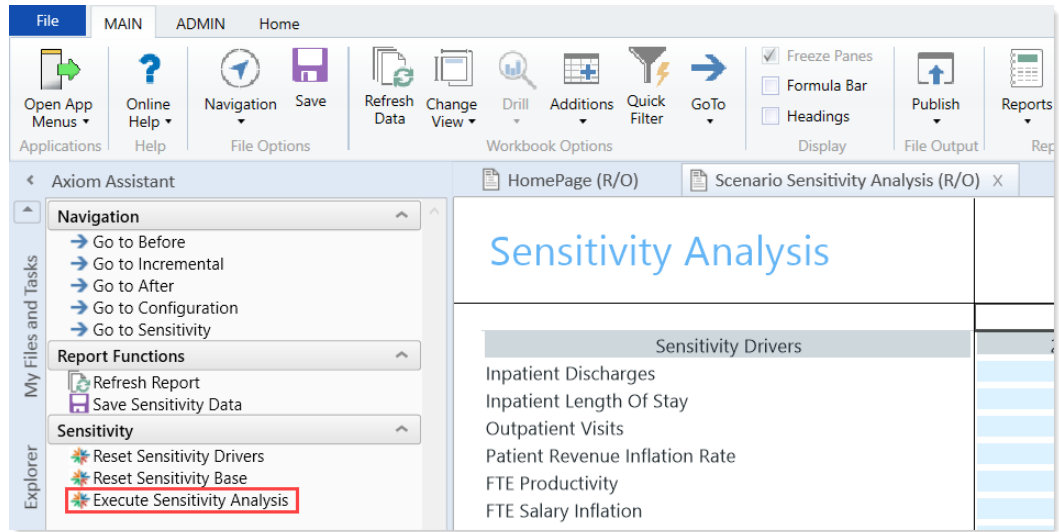 File MAIN ADMIN Home
Open App Menus
Online Help
Navigation
Save
Refresh Data
Change View
Drill
Additions
Quick Filter
GoTo
Freeze Panes
Formula Bar
Headings
Publish
Reports
Applications Help File Options Workbook Options Display File Output Rep
Axiom Assistant
HomePage (R/O) Scenario Sensitivity Analysis (R/O) X
My Files and Tasks
Explorer
Navigation
Go to Before
Go to Incremental
Go to After
Go to Configuration
Go to Sensitivity
Report Functions
Refresh Report
Save Sensitivity Data
Sensitivity
Reset Sensitivity Drivers
Reset Sensitivity Base
Execute Sensitivity Analysis
Sensitivity Analysis
Sensitivity Drivers
Inpatient Discharges
Inpatient Length Of Stay
Outpatient Visits
Patient Revenue Inflation Rate
FTE Productivity
FTE Salary Inflation